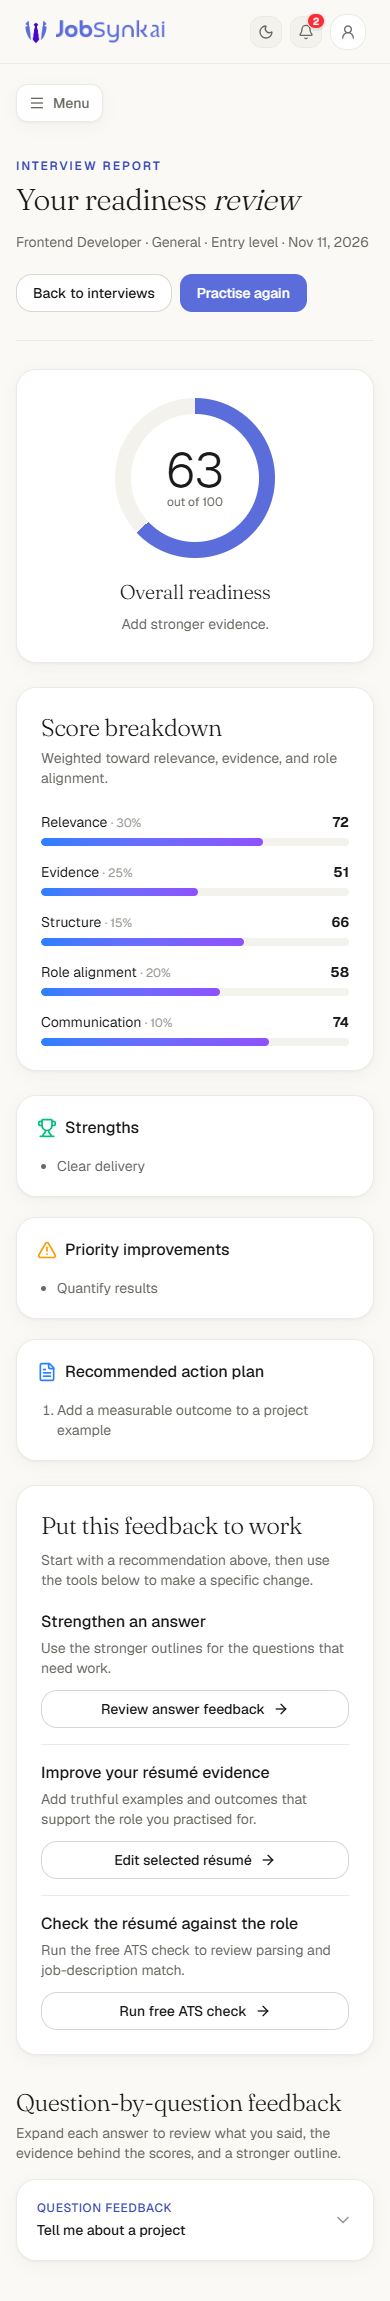 JobSynkai
2
Menu
INTERVIEW REPORT
Your readiness review
Frontend Developer · General · Entry level · Nov 11, 2026
Back to interviews
Practise again
63
out of 100
Overall readiness
Add stronger evidence.
Score breakdown
Weighted toward relevance, evidence, and role
alignment.
Relevance · 30% 72
Evidence · 25% 51
Structure · 15% 66
Role alignment · 20% 58
Communication · 10% 74
Strengths
• Clear delivery
Priority improvements
• Quantify results
Recommended action plan
1. Add a measurable outcome to a project
example
Put this feedback to work
Start with a recommendation above, then use
the tools below to make a specific change.
Strengthen an answer
Use the stronger outlines for the questions that
need work.
Review answer feedback →
Improve your résumé evidence
Add truthful examples and outcomes that
support the role you practised for.
Edit selected résumé →
Check the résumé against the role
Run the free ATS check to review parsing and
job-description match.
Run free ATS check →
Question-by-question feedback
Expand each answer to review what you said, the
evidence behind the scores, and a stronger outline.
QUESTION FEEDBACK
Tell me about a project